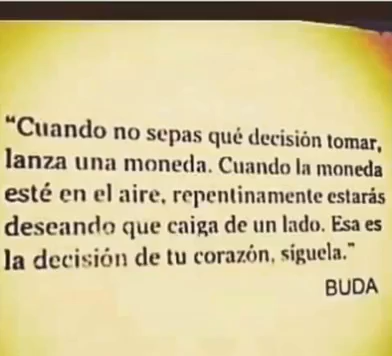 “Cuando no sepas qué decisión tomar,
lanza una moneda. Cuando la moneda
esté en el aire, repentinamente estarás
deseando que caiga de un lado. Esa es
la decisión de tu corazón, síguela.”
BUDA